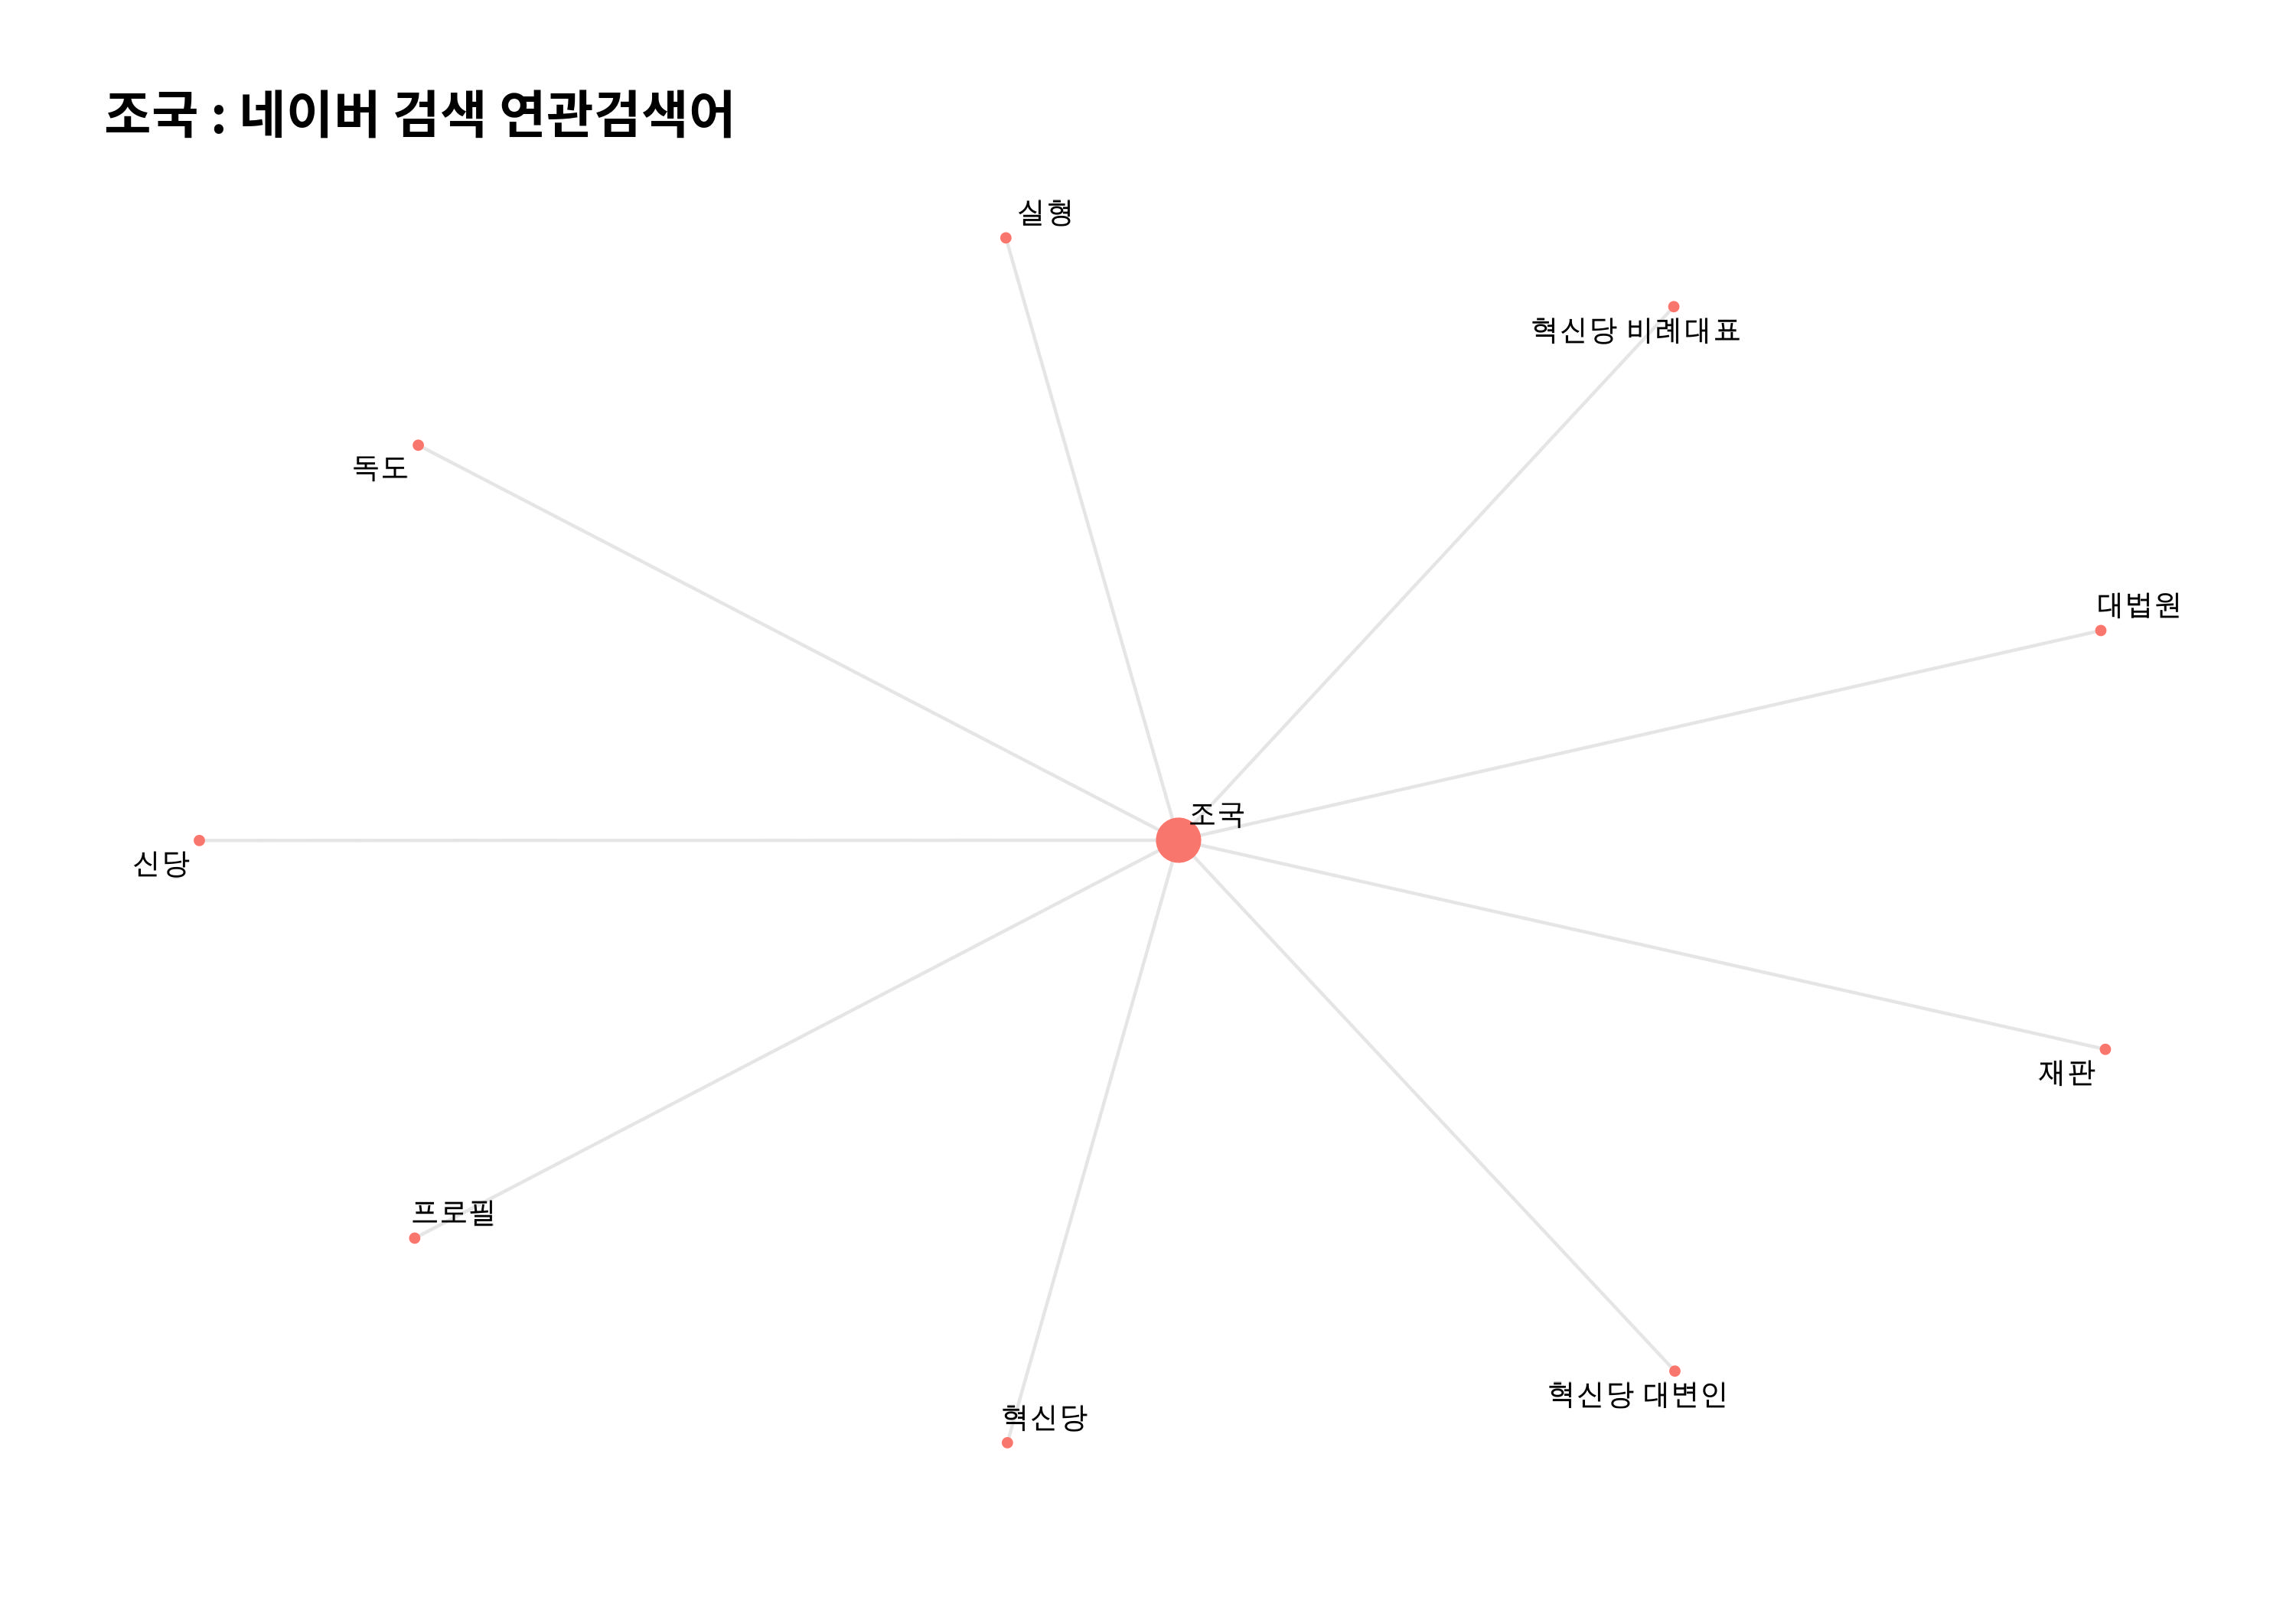 조국 : 네이버 검색 연관검색어
실형
혁신당 비례대표
독도
대법원
조국
신당
재판
프로필
혁신당 대변인
혁신당